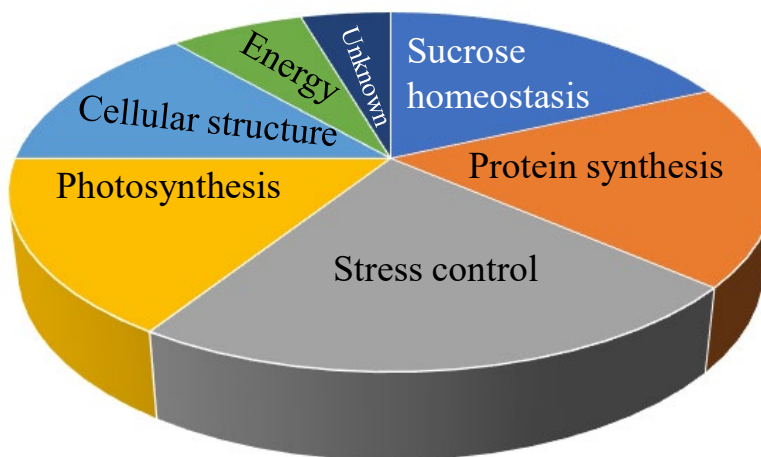 Sucrose
homeostasis
Protein synthesis
Stress control
Photosynthesis
Cellular structure
Energy
Unknown